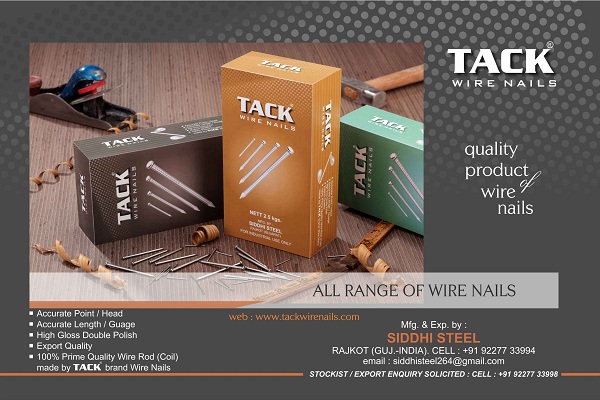 TACK®
WIRE NAILS
quality
product
of
wire
nails
TACK
WIRE NAILS
TACK
WIRE NAILS
NETT 2.5 kgs.
SIDDHI STEEL
FOR INDUSTRIAL USE ONLY
TACK
ALL RANGE OF WIRE NAILS
web : www.tackwirenails.com
▪ Accurate Point / Head
▪ Accurate Length / Guage
▪ High Gloss Double Polish
▪ Export Quality
▪ 100% Prime Quality Wire Rod (Coil)
made by TACK® brand Wire Nails
Mfg. & Exp. by :
SIDDHI STEEL
RAJKOT (GUJ.-INDIA). CELL : +91 92277 33994
email : siddhisteel264@gmail.com
STOCKIST / EXPORT ENQUIRY SOLICITED : CELL : +91 92277 33998